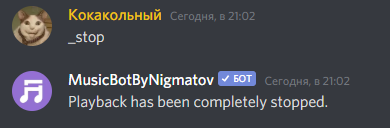 Кокакольный Сегодня, в 21:02
_stop
MusicBotByNigmatov ✓ БОТ Сегодня, в 21:02
Playback has been completely stopped.